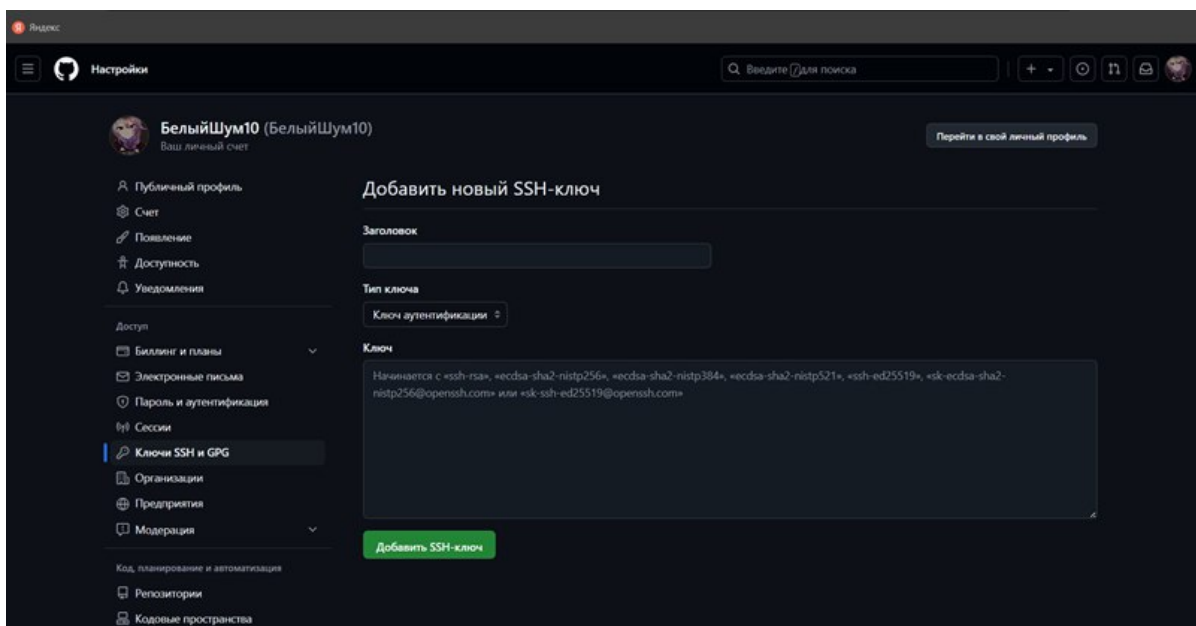 Яндекс
Настройки
Введите / для поиска
БелыйШум10 (БелыйШум10)
Ваш личный счет
Перейти в свой личный профиль
Публичный профиль
Счет
Появление
Доступность
Уведомления
Доступ
Биллинг и планы
Электронные письма
Пароль и аутентификация
Сессии
Ключи SSH и GPG
Организации
Предприятия
Модерация
Код, планирование и автоматизация
Репозитории
Кодовые пространства
Добавить новый SSH-ключ
Заголовок
Тип ключа
Ключ аутентификации
Ключ
Начинается с «ssh-rsa», «ecdsa-sha2-nistp256», «ecdsa-sha2-nistp384», «ecdsa-sha2-nistp521», «ssh-ed25519», «sk-ecdsa-sha2-
nistp256@openssh.com» или «sk-ssh-ed25519@openssh.com»
Добавить SSH-ключ